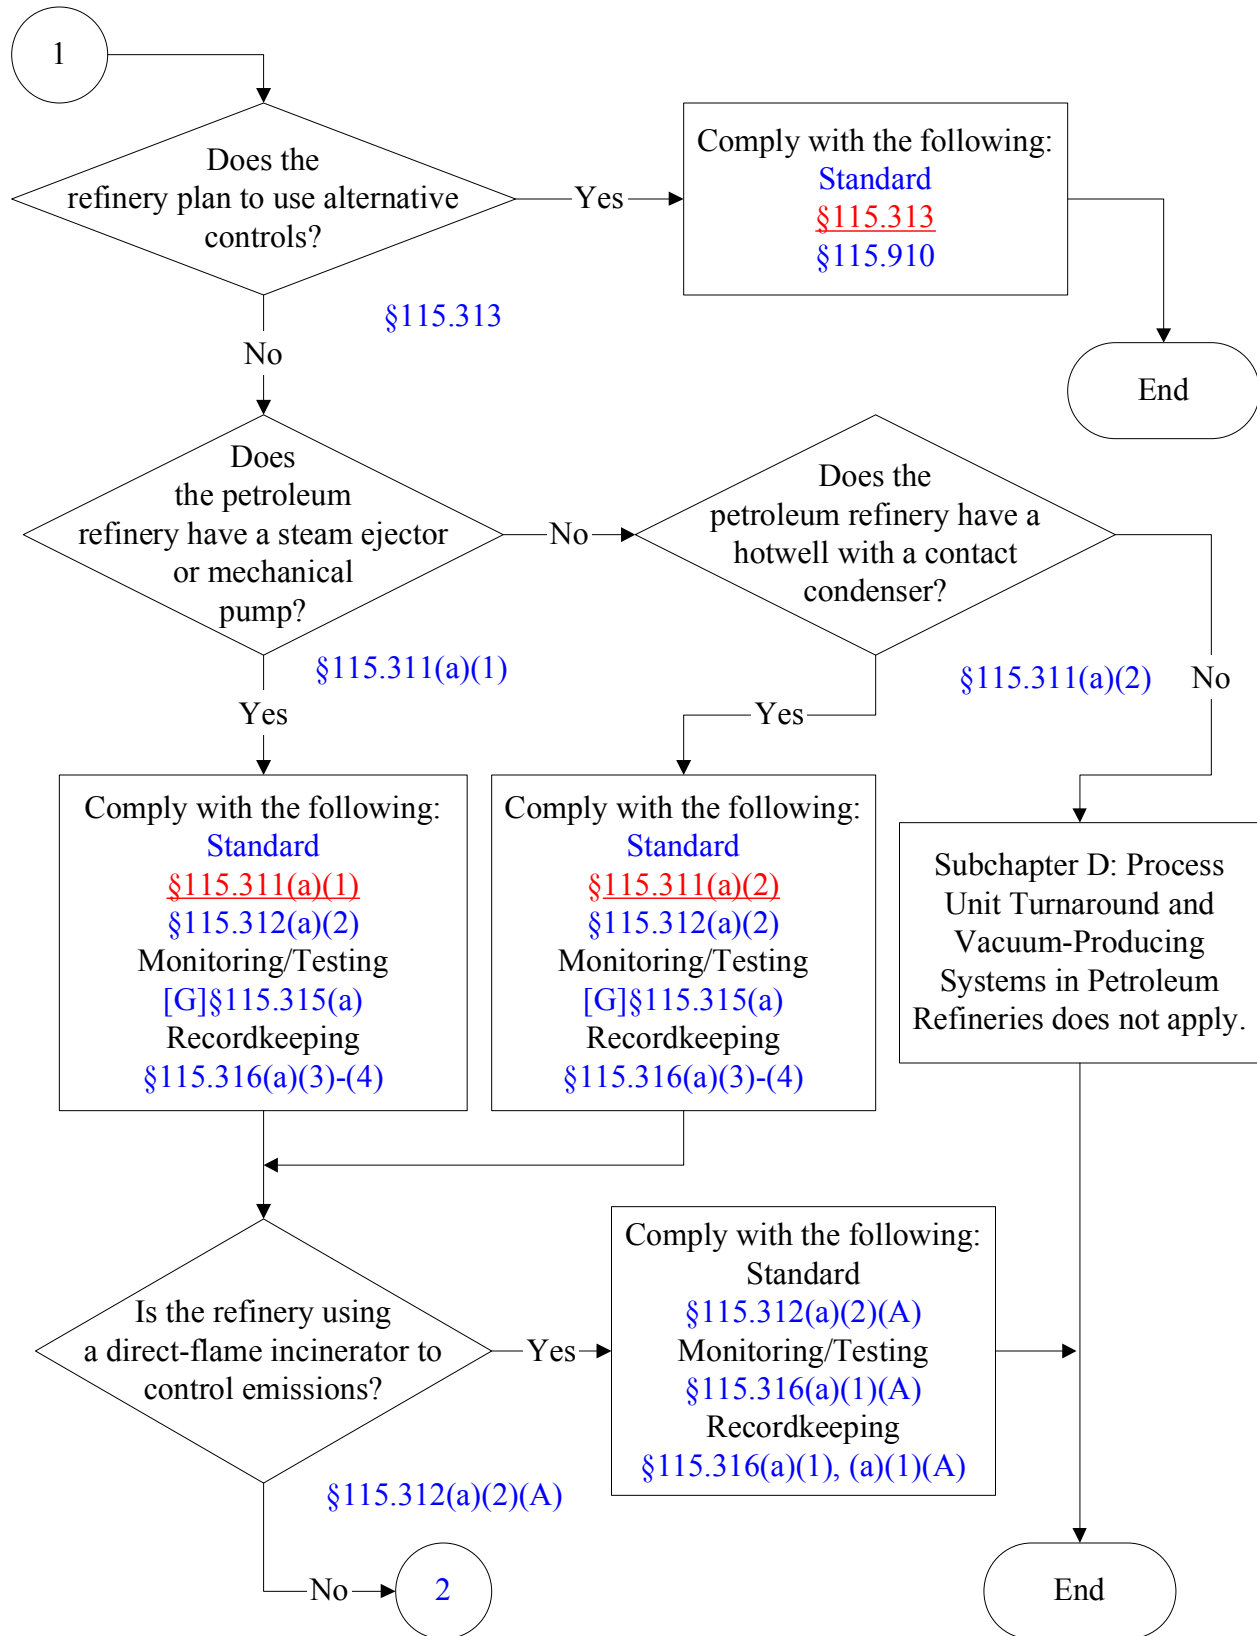 1
Does the
refinery plan to use alternative
controls?
Yes
Comply with the following:
Standard
§115.313
§115.910
§115.313
No
End
Does
the petroleum
refinery have a steam ejector
or mechanical
pump?
No
Does the
petroleum refinery have a
hotwell with a contact
condenser?
§115.311(a)(1)
§115.311(a)(2)
No
Yes
Yes
Comply with the following:
Standard
§115.311(a)(1)
§115.312(a)(2)
Monitoring/Testing
[G]§115.315(a)
Recordkeeping
§115.316(a)(3)-(4)
Comply with the following:
Standard
§115.311(a)(2)
§115.312(a)(2)
Monitoring/Testing
[G]§115.315(a)
Recordkeeping
§115.316(a)(3)-(4)
Subchapter D: Process
Unit Turnaround and
Vacuum-Producing
Systems in Petroleum
Refineries does not apply.
Is the refinery using
a direct-flame incinerator to
control emissions?
Yes
Comply with the following:
Standard
§115.312(a)(2)(A)
Monitoring/Testing
§115.316(a)(1)(A)
Recordkeeping
§115.316(a)(1), (a)(1)(A)
§115.312(a)(2)(A)
No
2
End